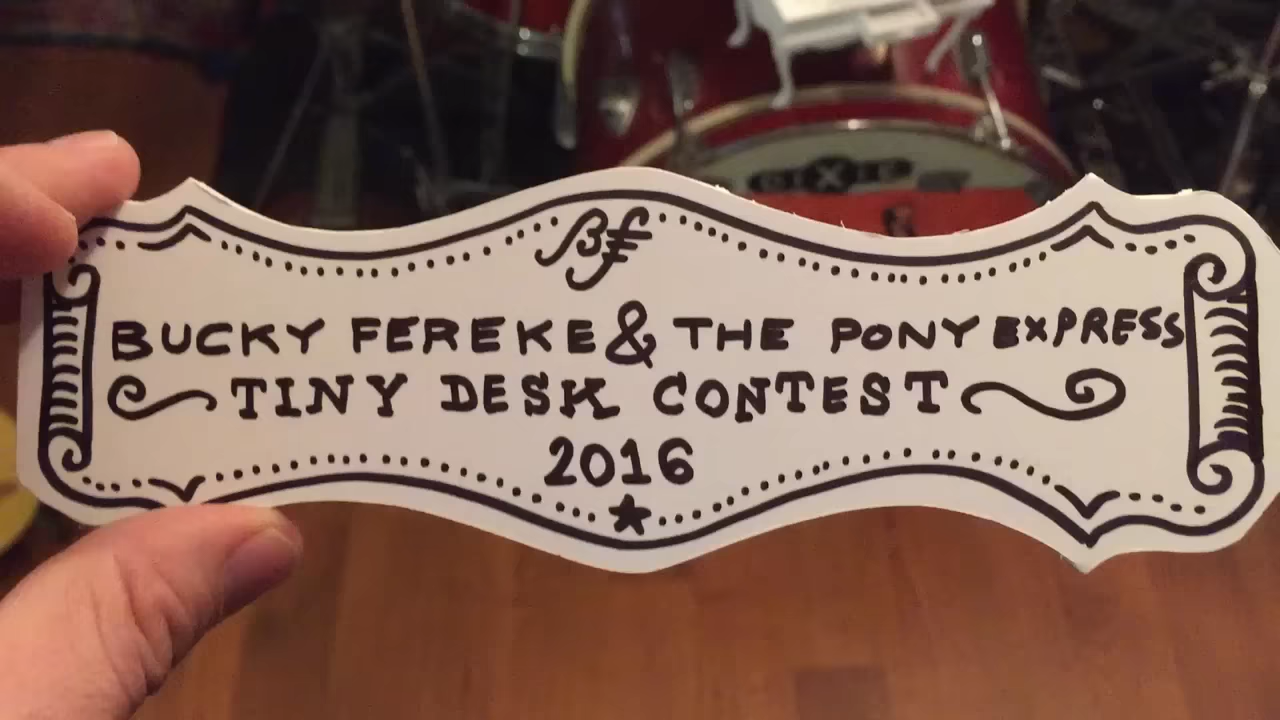 BF
BUCKY FEREKE & THE PONY EXPRESS
TINY DESK CONTEST
2016